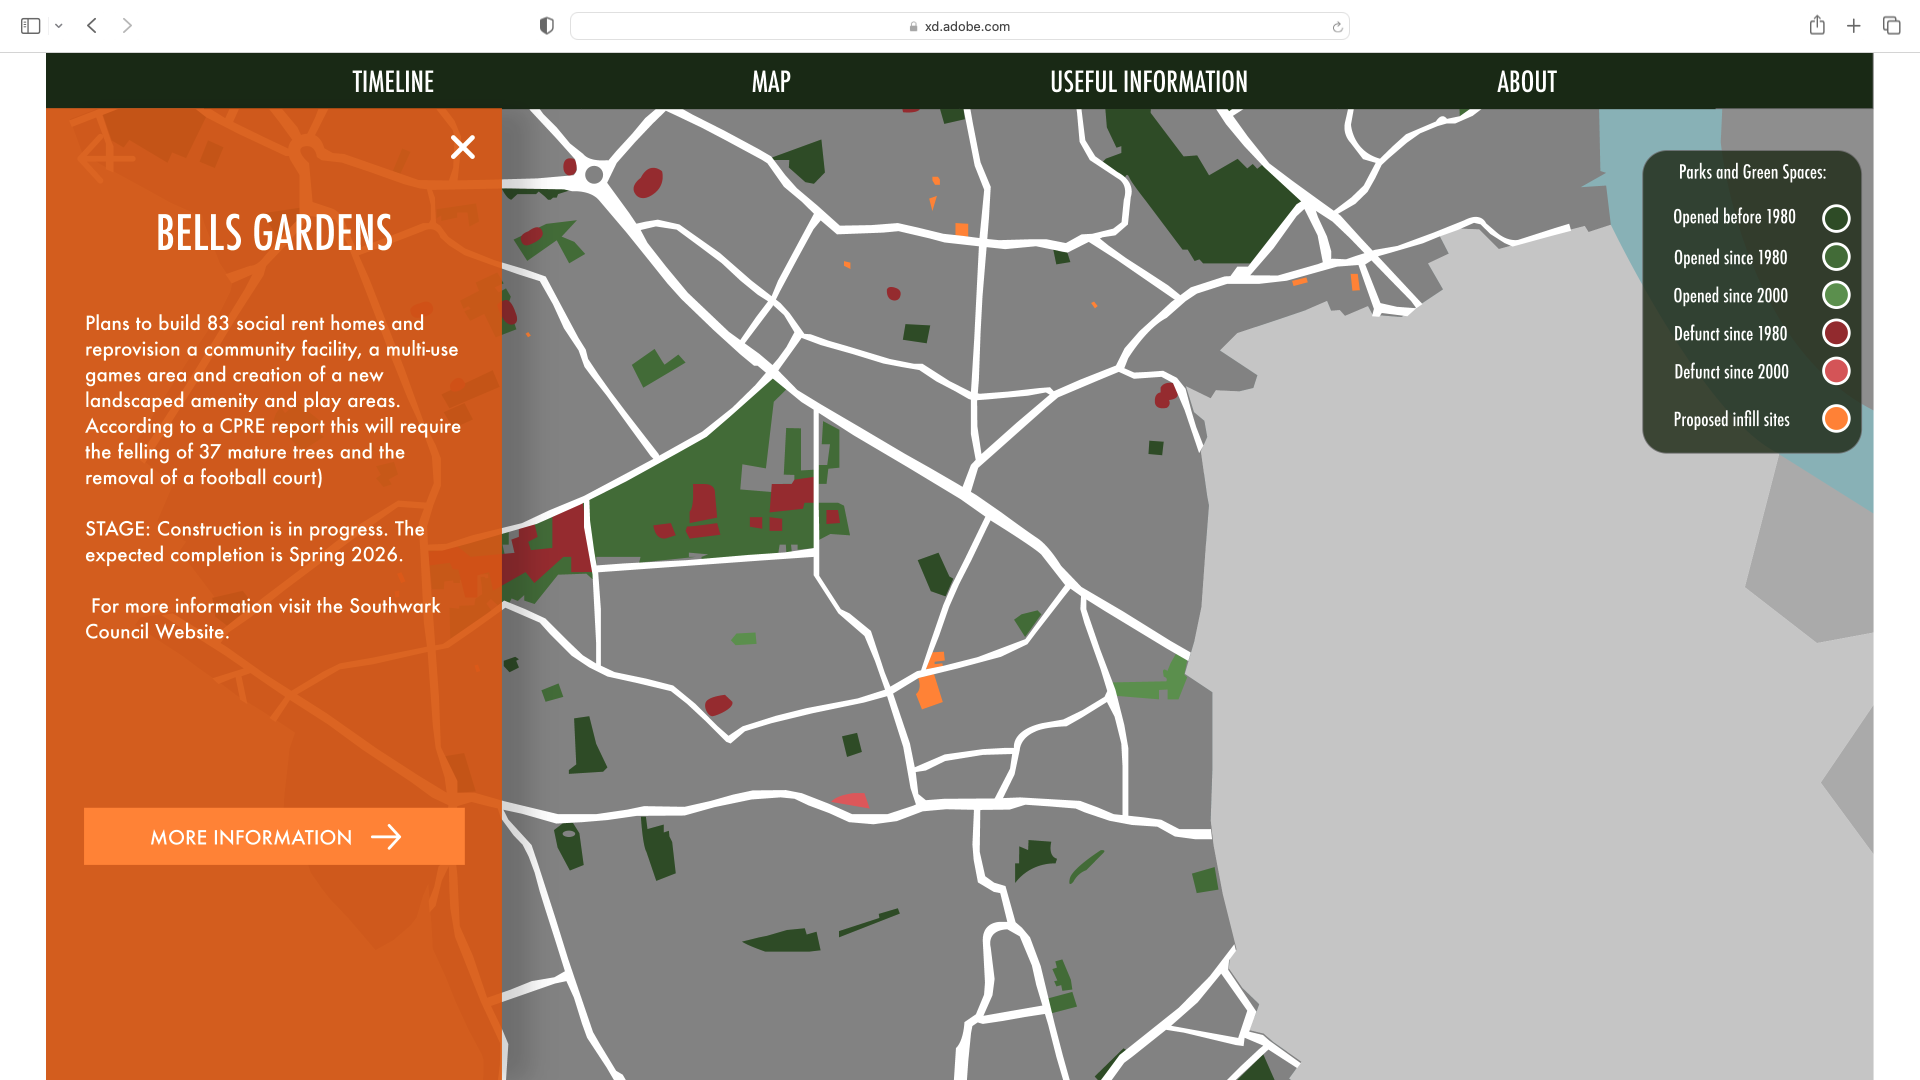 xd.adobe.com
TIMELINE
MAP
USEFUL INFORMATION
ABOUT
BELLS GARDENS
Plans to build 83 social rent homes and
reprovision a community facility, a multi-use
games area and creation of a new
landscaped amenity and play areas.
According to a CPRE report this will require
the felling of 37 mature trees and the
removal of a football court)
STAGE: Construction is in progress. The
expected completion is Spring 2026.
For more information visit the Southwark
Council Website.
MORE INFORMATION
Parks and Green Spaces:
Opened before 1980
Opened since 1980
Opened since 2000
Defunct since 1980
Defunct since 2000
Proposed infill sites